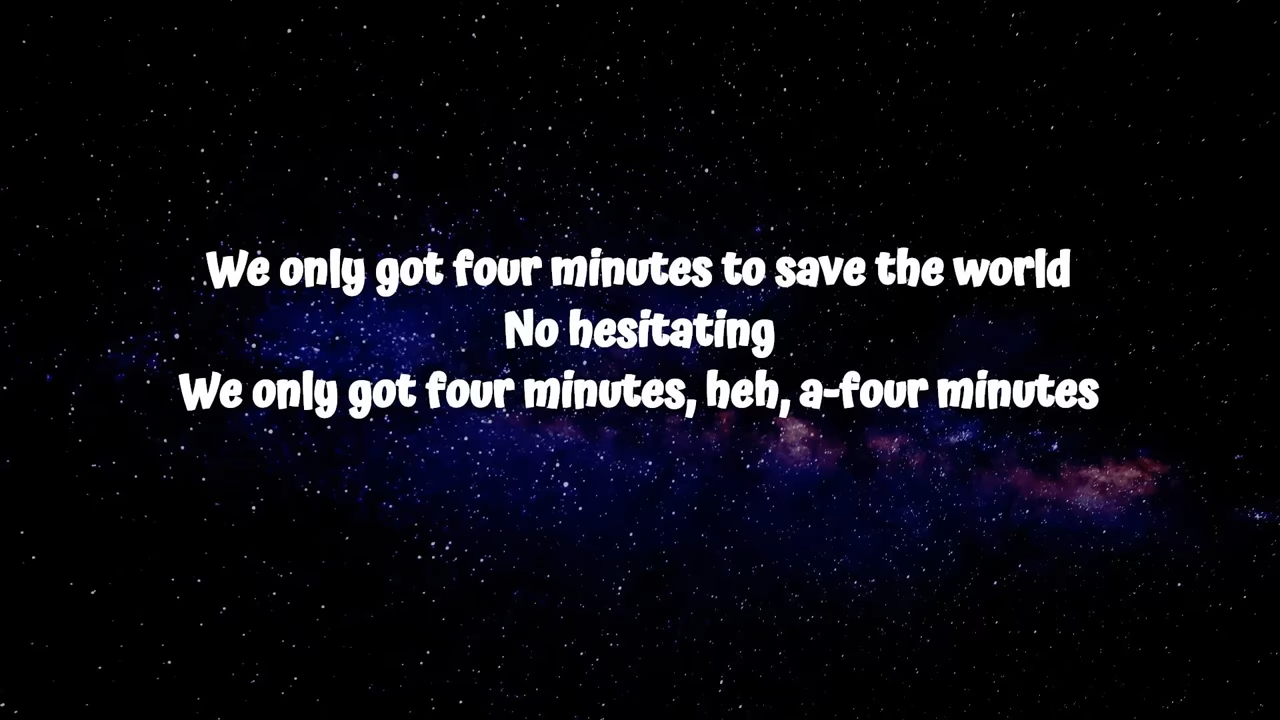 We only got four minutes to save the world
No hesitating
We only got four minutes, heh, a-four minutes